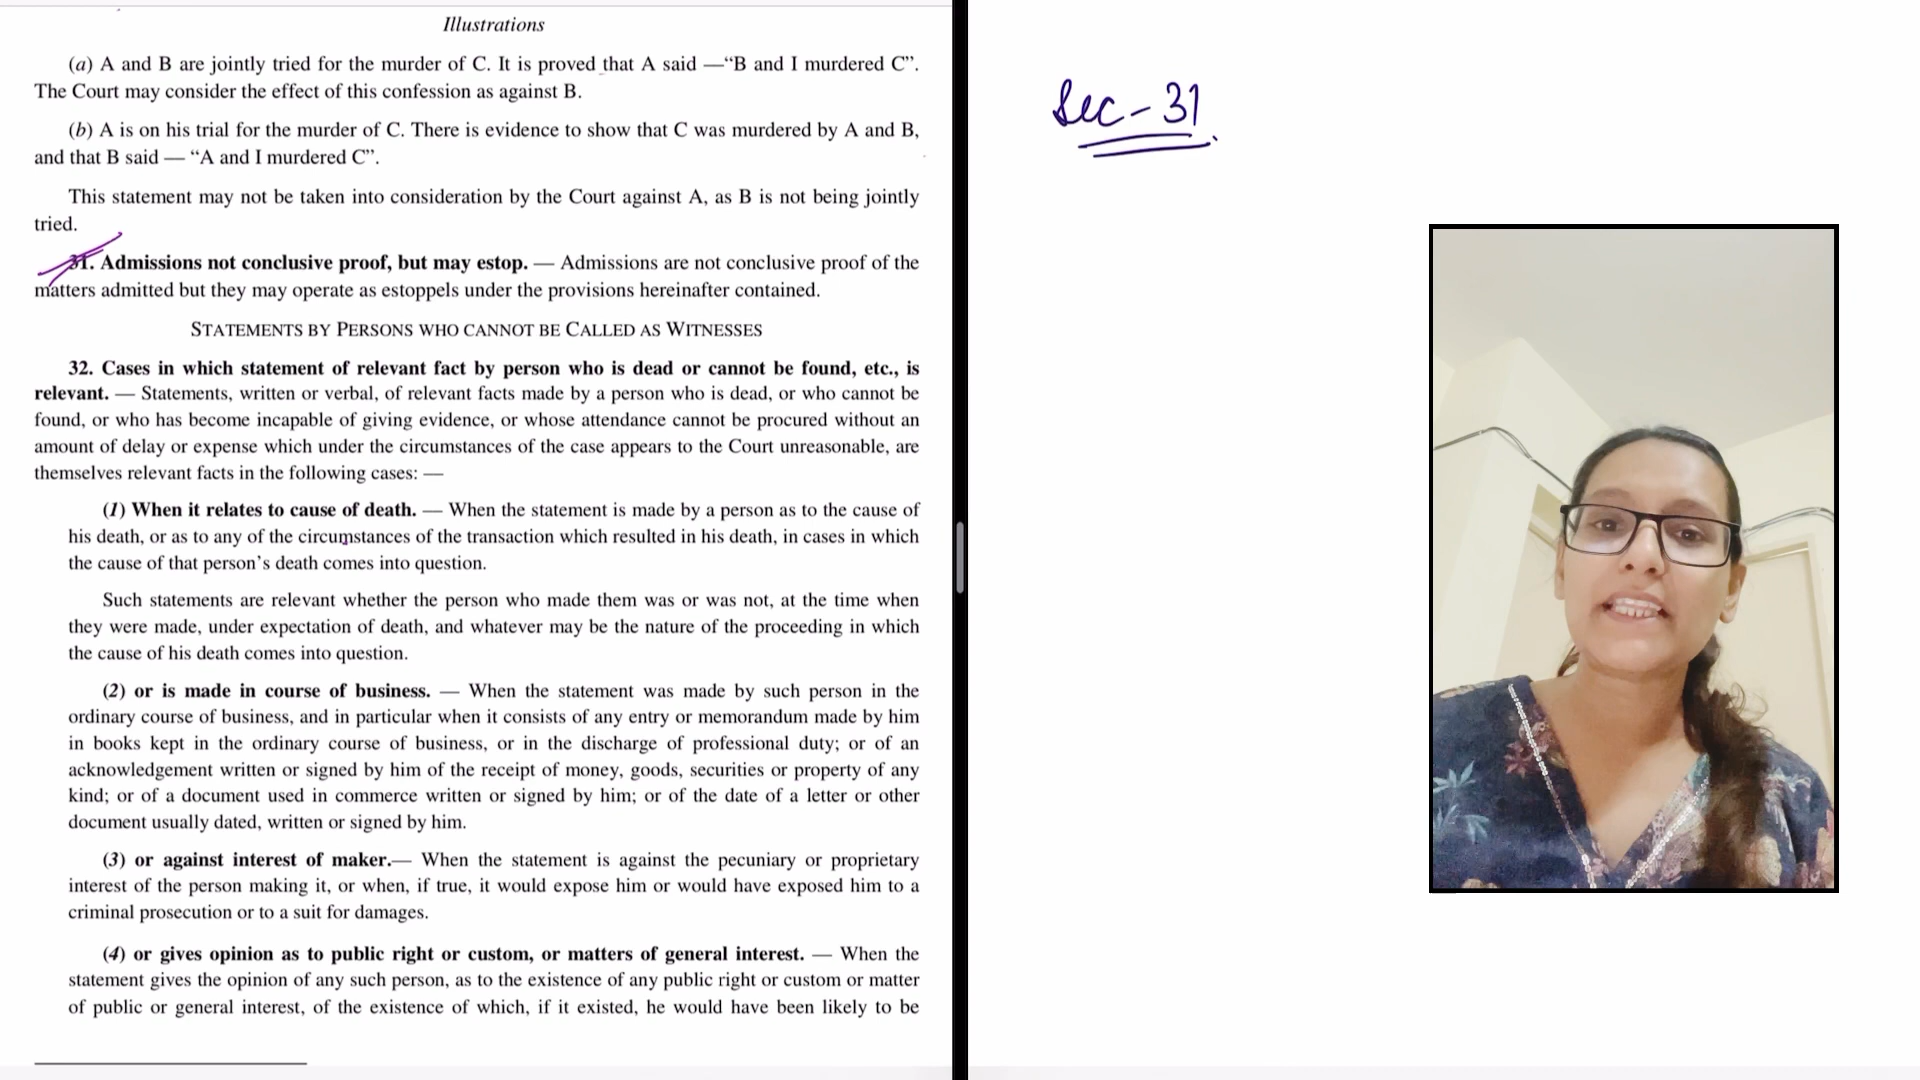 Illustrations
(a) A and B are jointly tried for the murder of C. It is proved that A said —“B and I murdered C”.
The Court may consider the effect of this confession as against B.
(b) A is on his trial for the murder of C. There is evidence to show that C was murdered by A and B,
and that B said — “A and I murdered C”.
This statement may not be taken into consideration by the Court against A, as B is not being jointly
tried.
31. Admissions not conclusive proof, but may estop. — Admissions are not conclusive proof of the
matters admitted but they may operate as estoppels under the provisions hereinafter contained.
STATEMENTS BY PERSONS WHO CANNOT BE CALLED AS WITNESSES
32. Cases in which statement of relevant fact by person who is dead or cannot be found, etc., is
relevant. — Statements, written or verbal, of relevant facts made by a person who is dead, or who cannot be
found, or who has become incapable of giving evidence, or whose attendance cannot be procured without an
amount of delay or expense which under the circumstances of the case appears to the Court unreasonable, are
themselves relevant facts in the following cases: —
(1) When it relates to cause of death. — When the statement is made by a person as to the cause of
his death, or as to any of the circumstances of the transaction which resulted in his death, in cases in which
the cause of that person’s death comes into question.
Such statements are relevant whether the person who made them was or was not, at the time when
they were made, under expectation of death, and whatever may be the nature of the proceeding in which
the cause of his death comes into question.
(2) or is made in course of business. — When the statement was made by such person in the
ordinary course of business, and in particular when it consists of any entry or memorandum made by him
in books kept in the ordinary course of business, or in the discharge of professional duty; or of an
acknowledgement written or signed by him of the receipt of money, goods, securities or property of any
kind; or of a document used in commerce written or signed by him; or of the date of a letter or other
document usually dated, written or signed by him.
(3) or against interest of maker.— When the statement is against the pecuniary or proprietary
interest of the person making it, or when, if true, it would expose him or would have exposed him to a
criminal prosecution or to a suit for damages.
(4) or gives opinion as to public right or custom, or matters of general interest. — When the
statement gives the opinion of any such person, as to the existence of any public right or custom or matter
of public or general interest, of the existence of which, if it existed, he would have been likely to be
Sec - 31